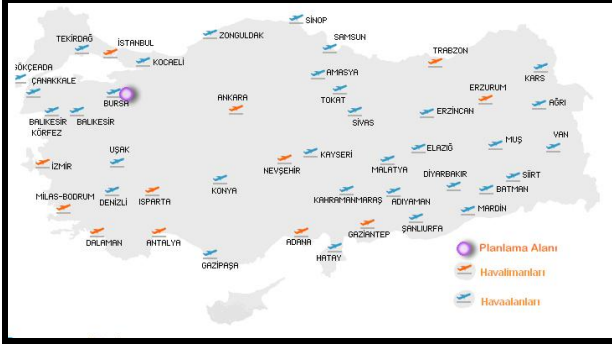 SİNOP
ZONGULDAK
TEKİRDAĞ
İSTANBUL
SAMSUN
TRABZON
KOCAELİ
GÖKÇEADA
ÇANAKKALE
KARS
AMASYA
ERZURUM
BURSA
ANKARA
TOKAT
AĞRI
BALIKESİR
KÖRFEZ
BALIKESİR
SİVAS
ERZİNCAN
UŞAK
KAYSERİ
ELAZIĞ
MUŞ
VAN
İZMİR
NEVŞEHİR
MALATYA
DİYARBAKIR
SİİRT
MİLAS-BODRUM
DENİZLİ
ISPARTA
KONYA
KAHRAMANMARAŞ
ADIYAMAN
BATMAN
MARDİN
DALAMAN
ANTALYA
ADANA
GAZİANTEP
ŞANLIURFA
GAZİPAŞA
HATAY
Planlama Alanı
Havalimanları
Havaalanları